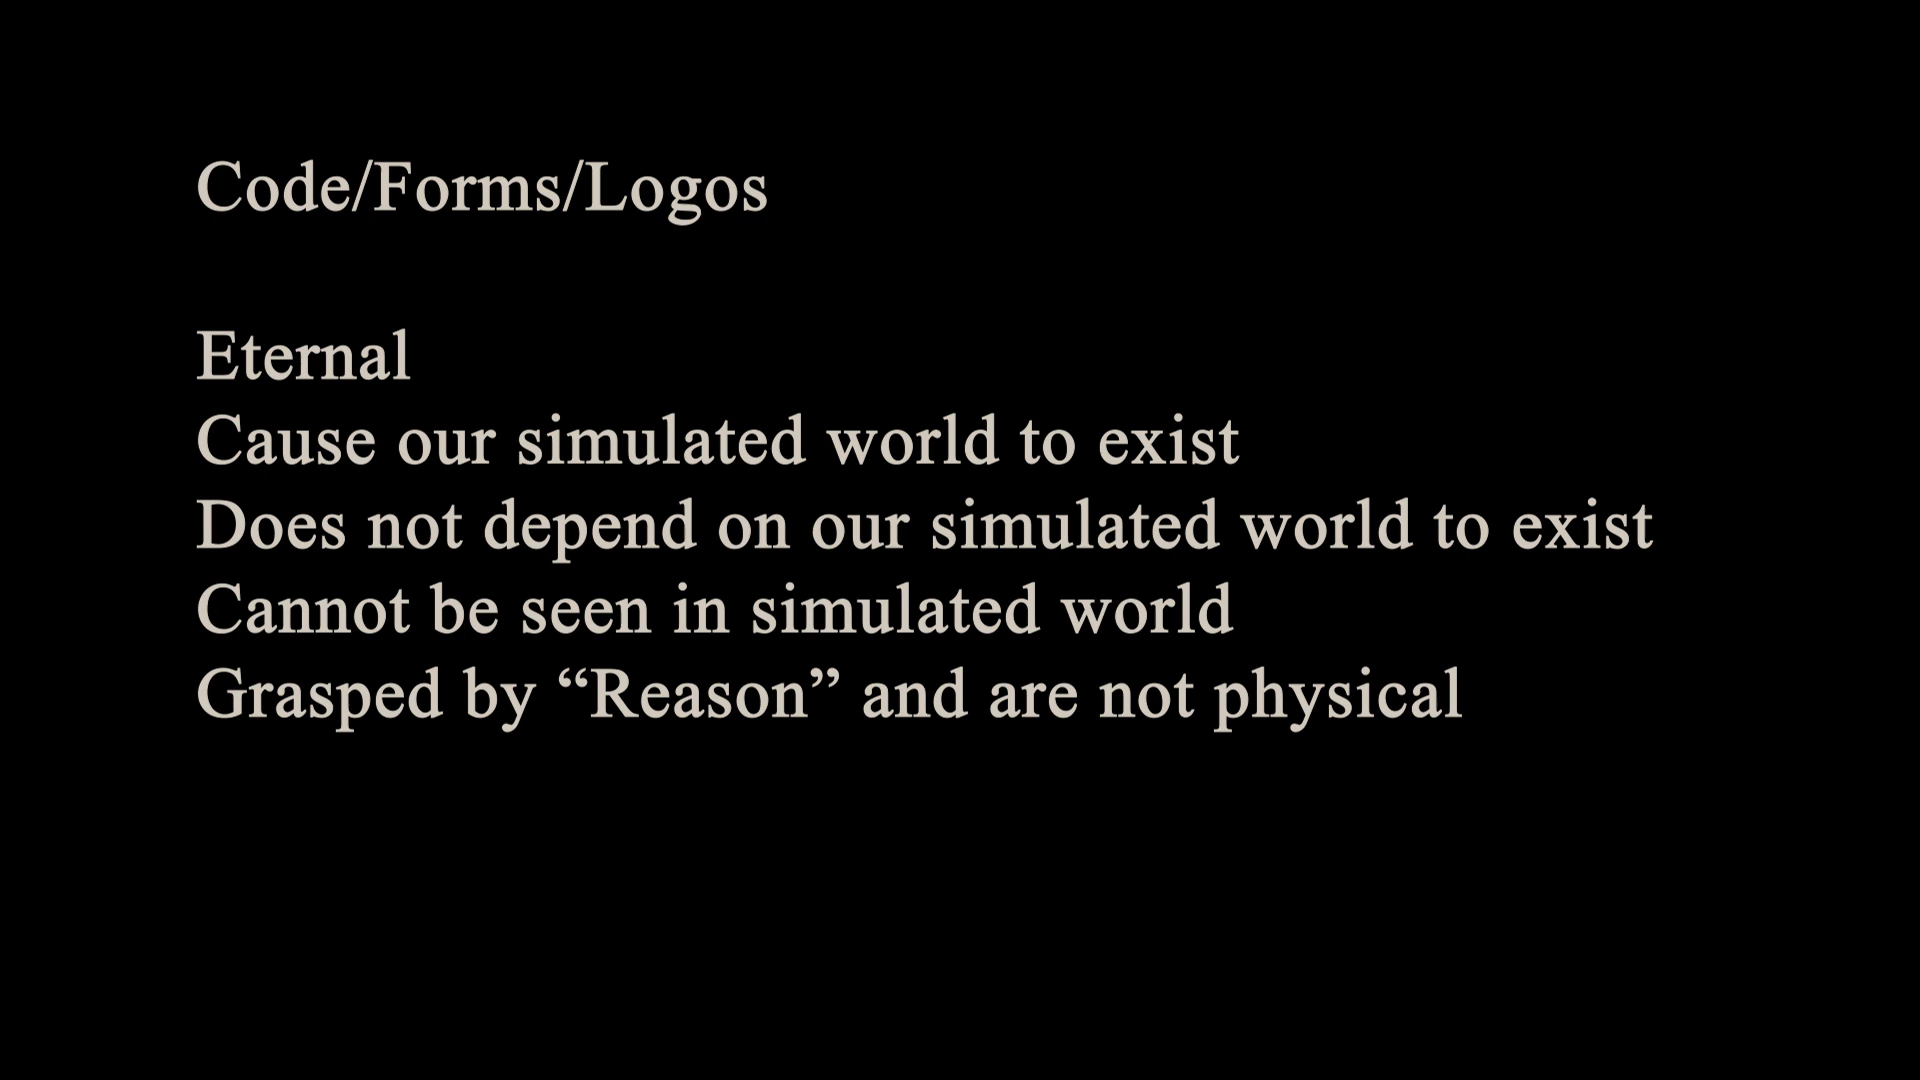 Code/Forms/Logos
Eternal
Cause our simulated world to exist
Does not depend on our simulated world to exist
Cannot be seen in simulated world
Grasped by “Reason” and are not physical